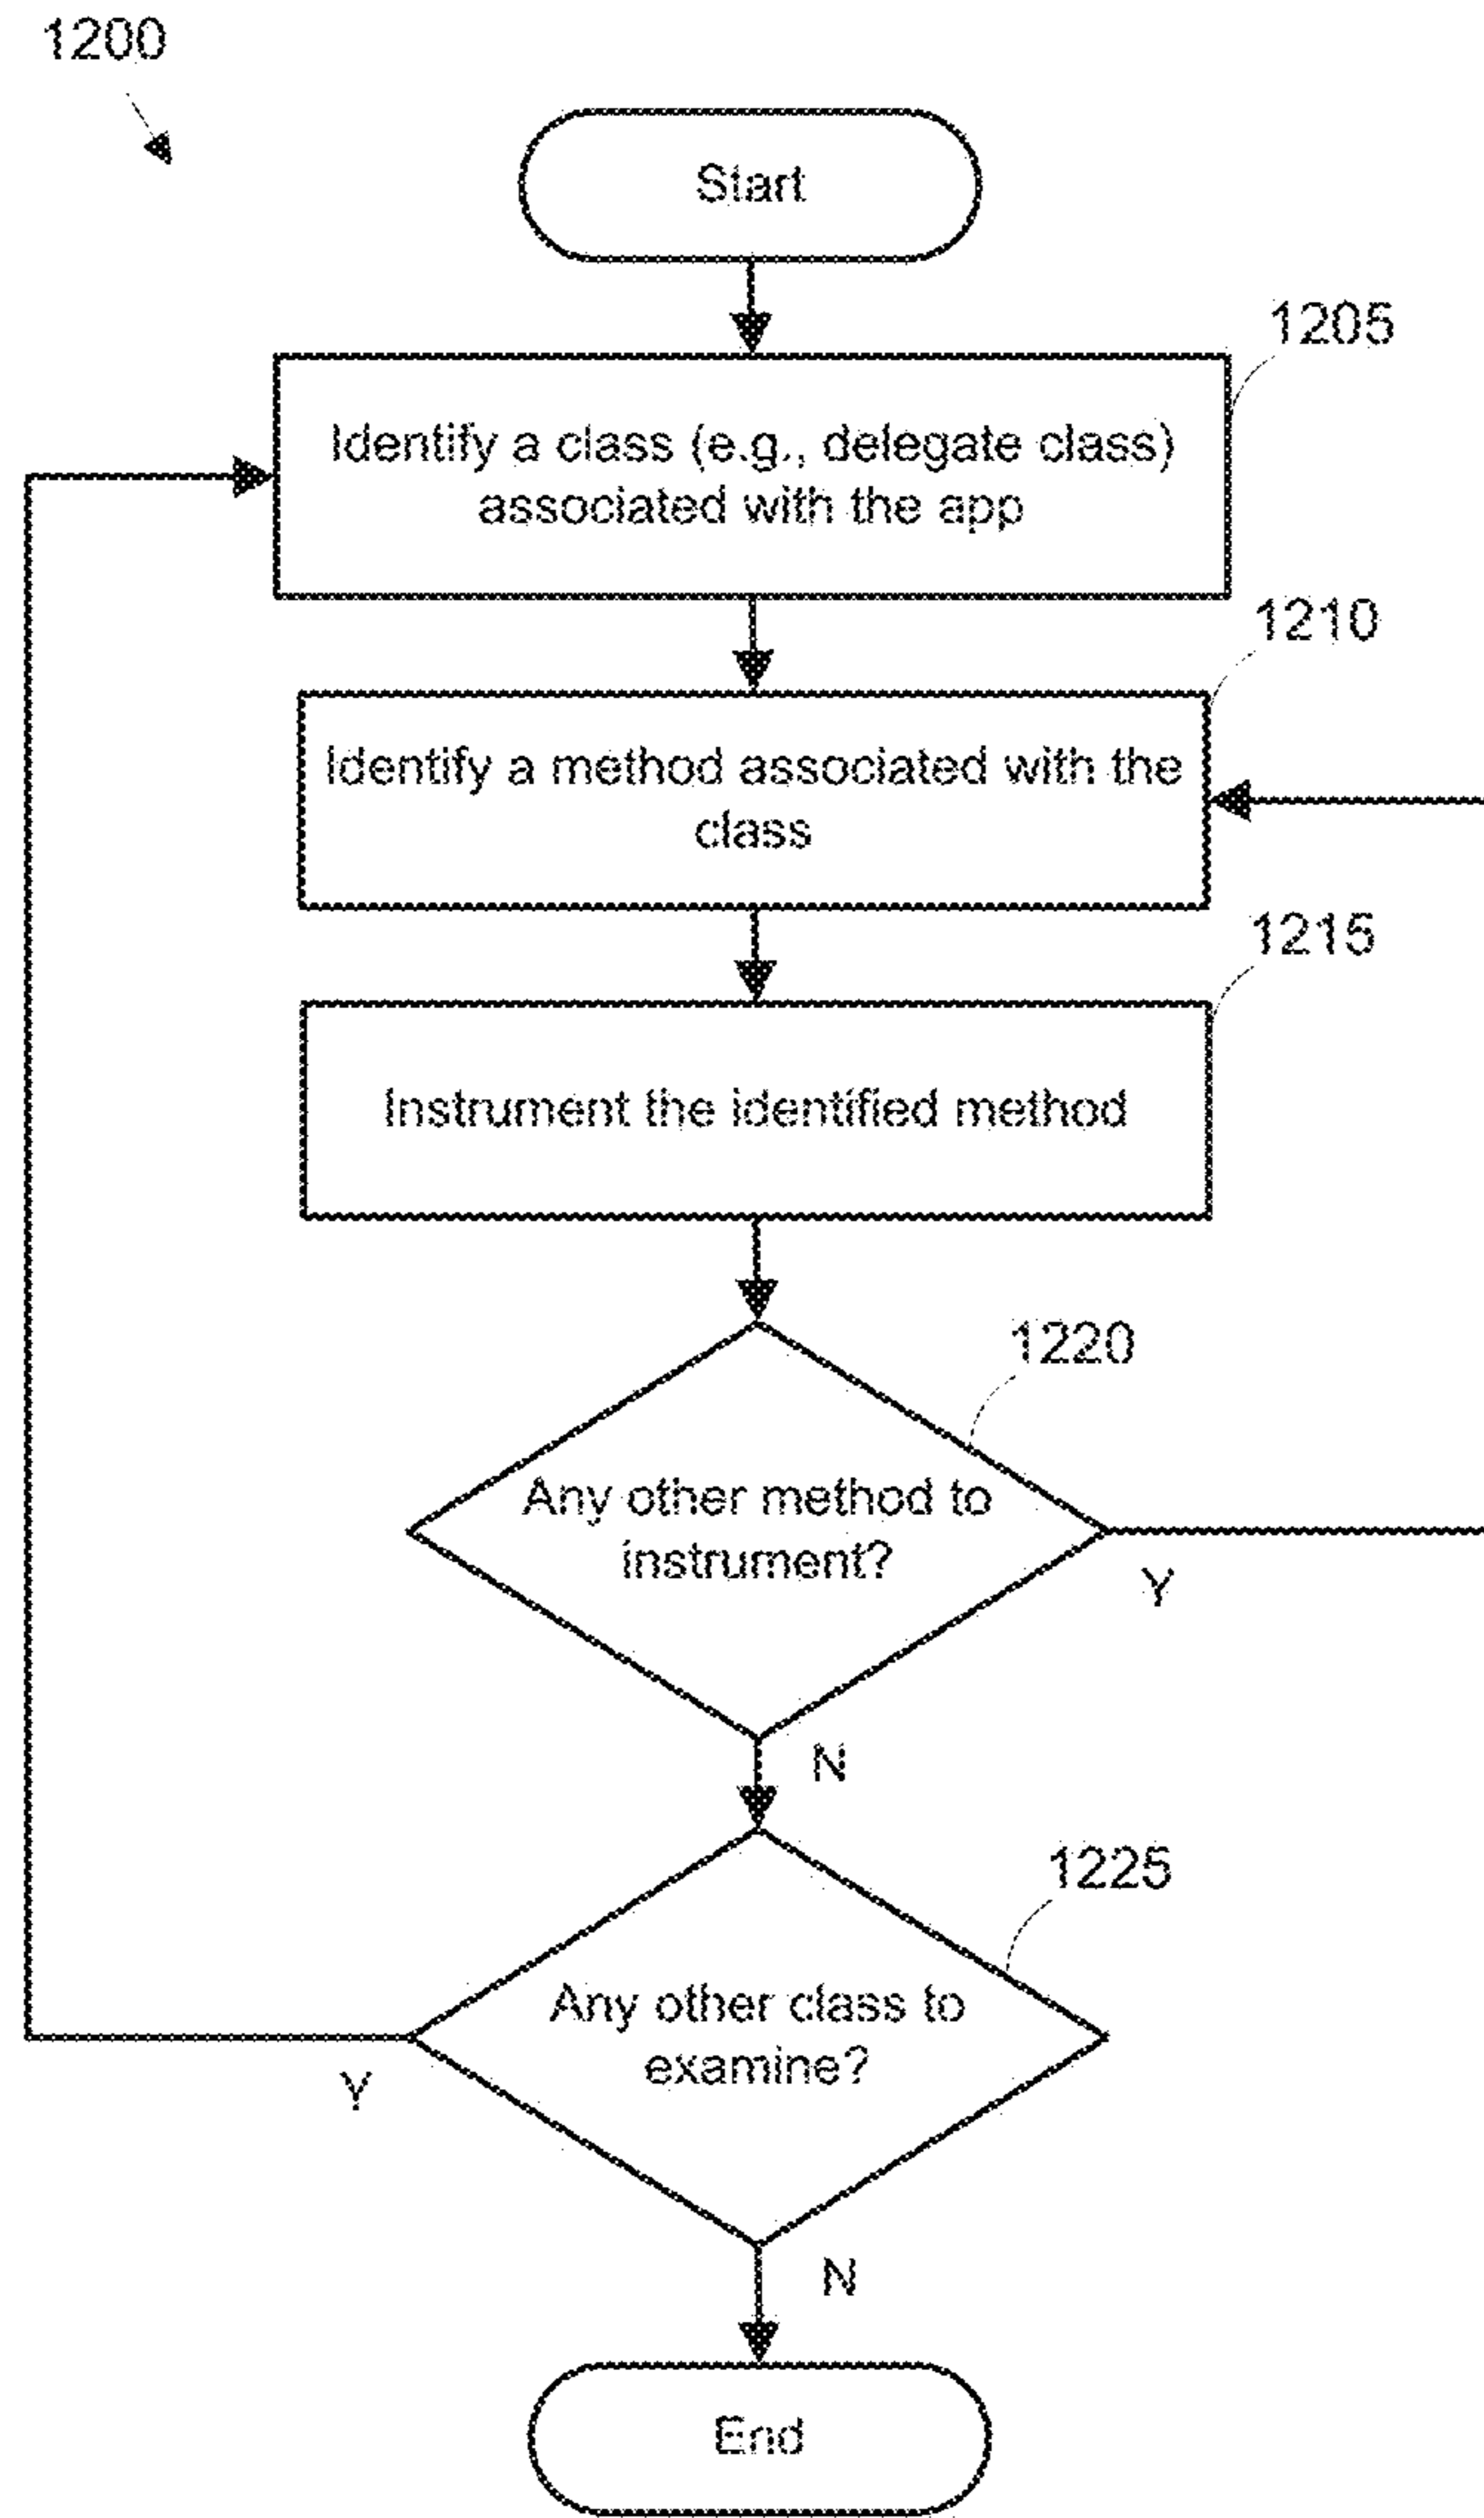 1200
Start
1205
Identify a class (e.g., delegate class)
associated with the app
1210
Identify a method associated with the
class
1215
Instrument the identified method
1220
Any other method to
instrument?
Y
N
1225
Any other class to
examine?
Y
N
End